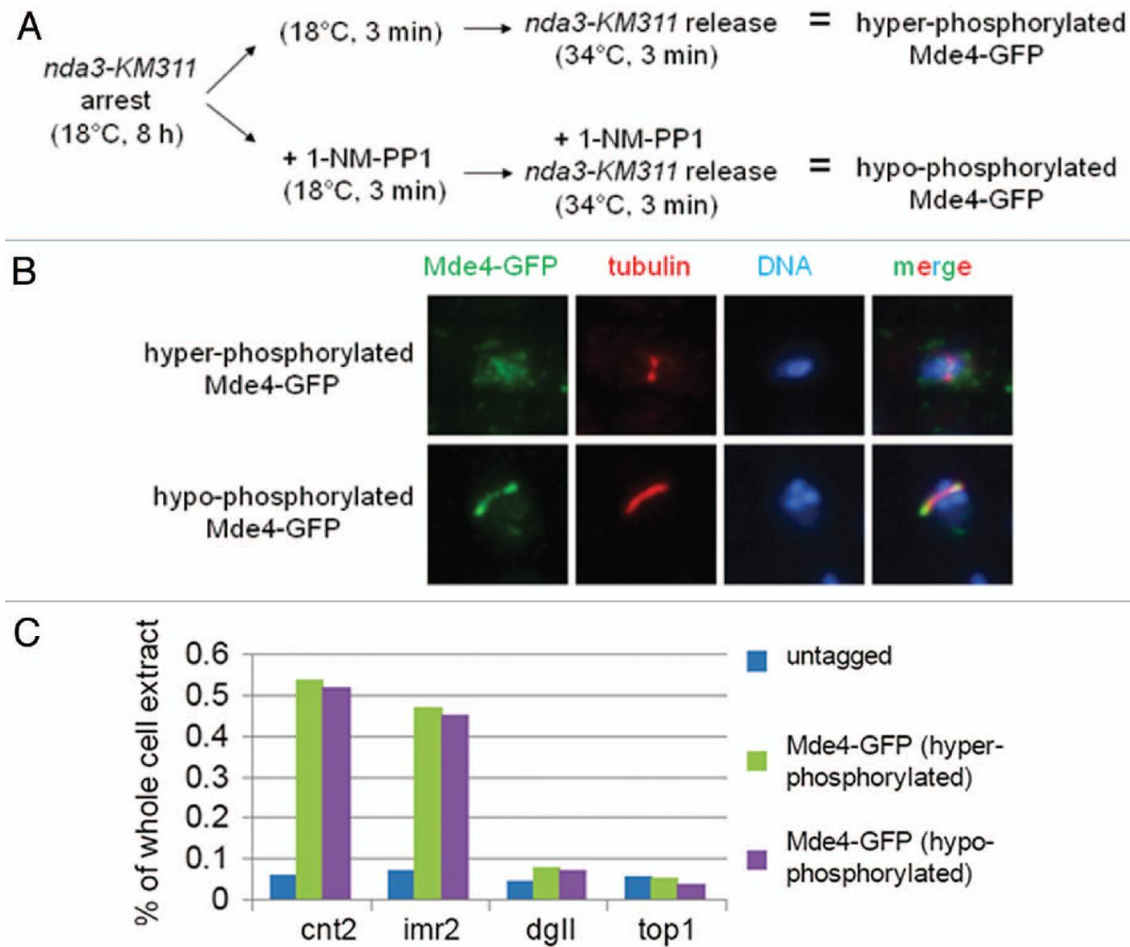 A
nda3-KM311
arrest
(18°C, 8 h)
(18°C, 3 min)
nda3-KM311 release
(34°C, 3 min)
=
hyper-phosphorylated
Mde4-GFP
+ 1-NM-PP1
(18°C, 3 min)
+ 1-NM-PP1
nda3-KM311 release
(34°C, 3 min)
=
hypo-phosphorylated
Mde4-GFP
B
Mde4-GFP tubulin DNA merge
hyper-phosphorylated
Mde4-GFP
hypo-phosphorylated
Mde4-GFP
C
% of whole cell extract
0.6
0.5
0.4
0.3
0.2
0.1
0
cnt2 imr2 dgII top1
untagged
Mde4-GFP (hyper-
phosphorylated)
Mde4-GFP (hypo-
phosphorylated)